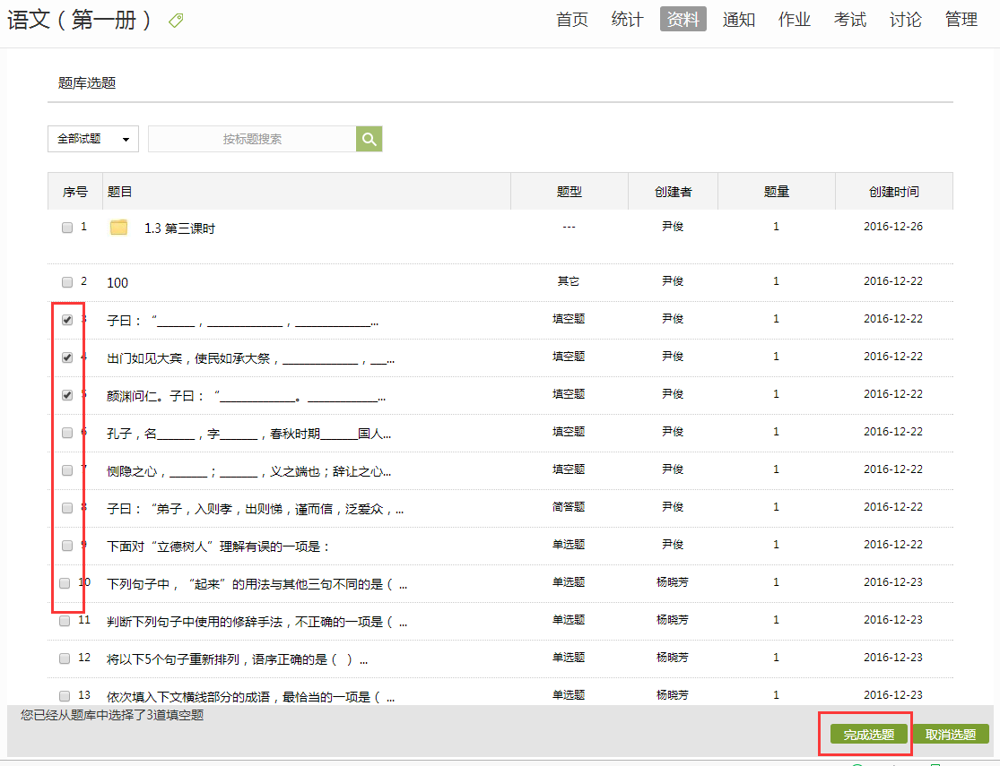 语文（第一册） 首页 统计 资料 通知 作业 考试 讨论 管理
题库选题
全部试题 按标题搜索
序号 题目 题型 创建者 题量 创建时间
1 1.3 第三课时 --- 尹俊 1 2016-12-26
2 100 其它 尹俊 1 2016-12-22
3 子曰：“______，____________，____________... 填空题 尹俊 1 2016-12-22
4 出门如见大宾，使民如承大祭，____________，___... 填空题 尹俊 1 2016-12-22
5 颜渊问仁。子曰：“____________。___________... 填空题 尹俊 1 2016-12-22
6 孔子，名______，字______，春秋时期______国人... 填空题 尹俊 1 2016-12-22
7 恻隐之心，______；______，义之端也；辞让之心... 填空题 尹俊 1 2016-12-22
8 子曰：“弟子，入则孝，出则悌，谨而信，泛爱众，... 简答题 尹俊 1 2016-12-22
9 下面对“立德树人”理解有误的一项是： 单选题 尹俊 1 2016-12-22
10 下列句子中，“起来”的用法与其他三句不同的是（ ... 单选题 杨晓芳 1 2016-12-23
11 判断下列句子中使用的修辞手法，不正确的一项是（ ... 单选题 杨晓芳 1 2016-12-23
12 将以下5个句子重新排列，语序正确的是（ ）... 单选题 杨晓芳 1 2016-12-23
13 依次填入下文横线部分的成语，最恰当的一项是（ ... 单选题 杨晓芳 1 2016-12-23
您已经从题库中选择了3道填空题
完成选题 取消选题